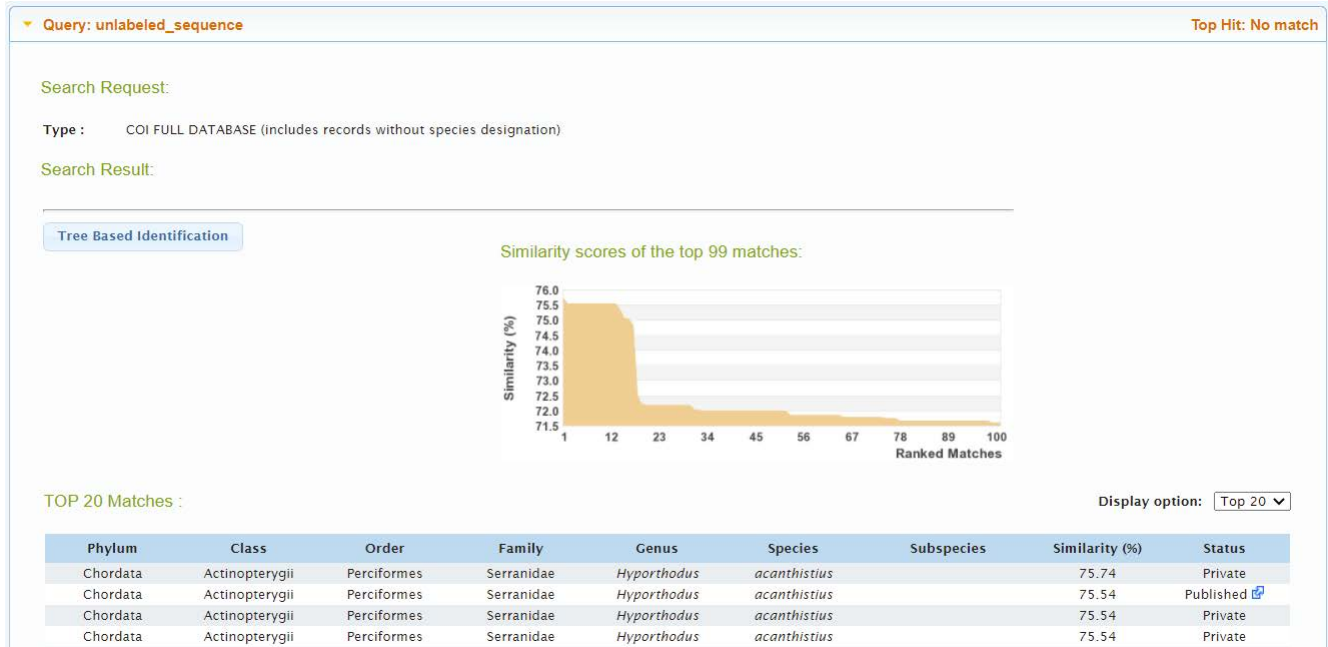 Query: unlabeled_sequence Top Hit: No match
Search Request:
Type : COI FULL DATABASE (includes records without species designation)
Search Result:
Tree Based Identification
Similarity scores of the top 99 matches:
76.0
75.5
75.0
74.5
74.0
73.5
73.0
72.5
72.0
71.5
Similarity (%)
1 12 23 34 45 56 67 78 89 100
Ranked Matches
TOP 20 Matches : Display option: Top 20
Phylum Class Order Family Genus Species Subspecies Similarity (%) Status
Chordata Actinopterygii Perciformes Serranidae Hyporthodus acanthistius 75.74 Private
Chordata Actinopterygii Perciformes Serranidae Hyporthodus acanthistius 75.54 Published
Chordata Actinopterygii Perciformes Serranidae Hyporthodus acanthistius 75.54 Private
Chordata Actinopterygii Perciformes Serranidae Hyporthodus acanthistius 75.54 Private